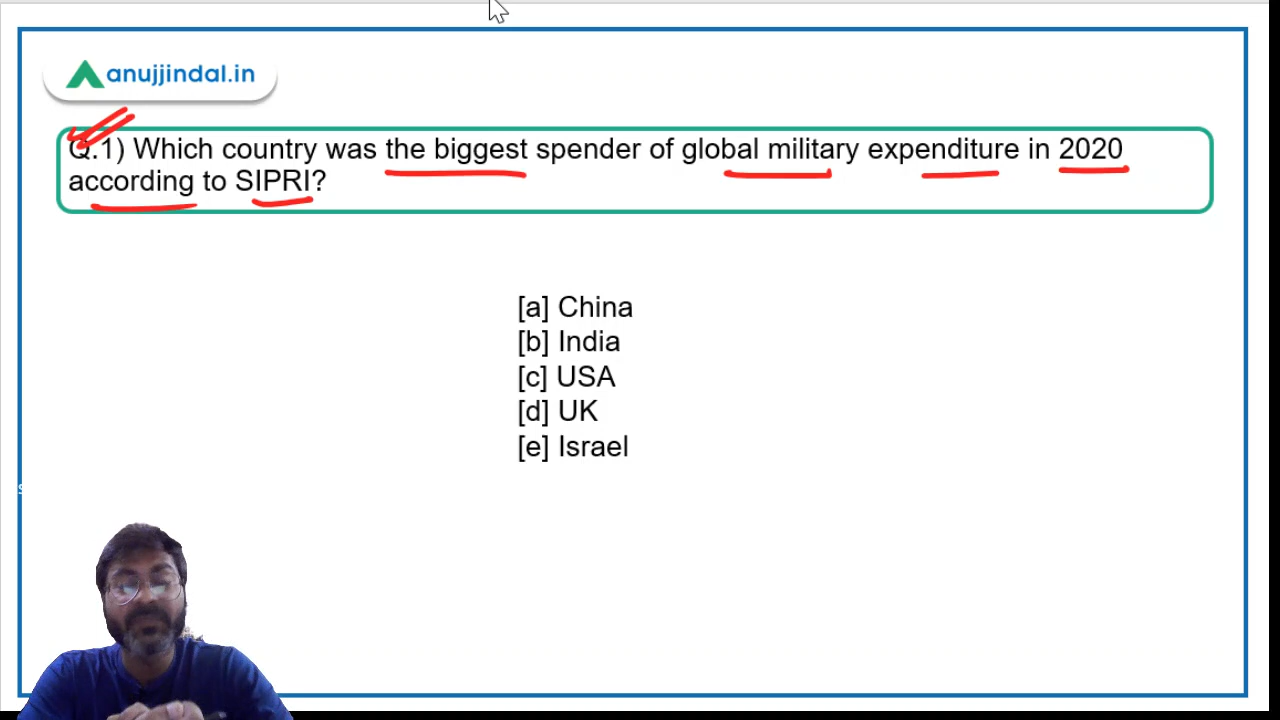 anujjindal.in
Q.1) Which country was the biggest spender of global military expenditure in 2020
according to SIPRI?
[a] China
[b] India
[c] USA
[d] UK
[e] Israel